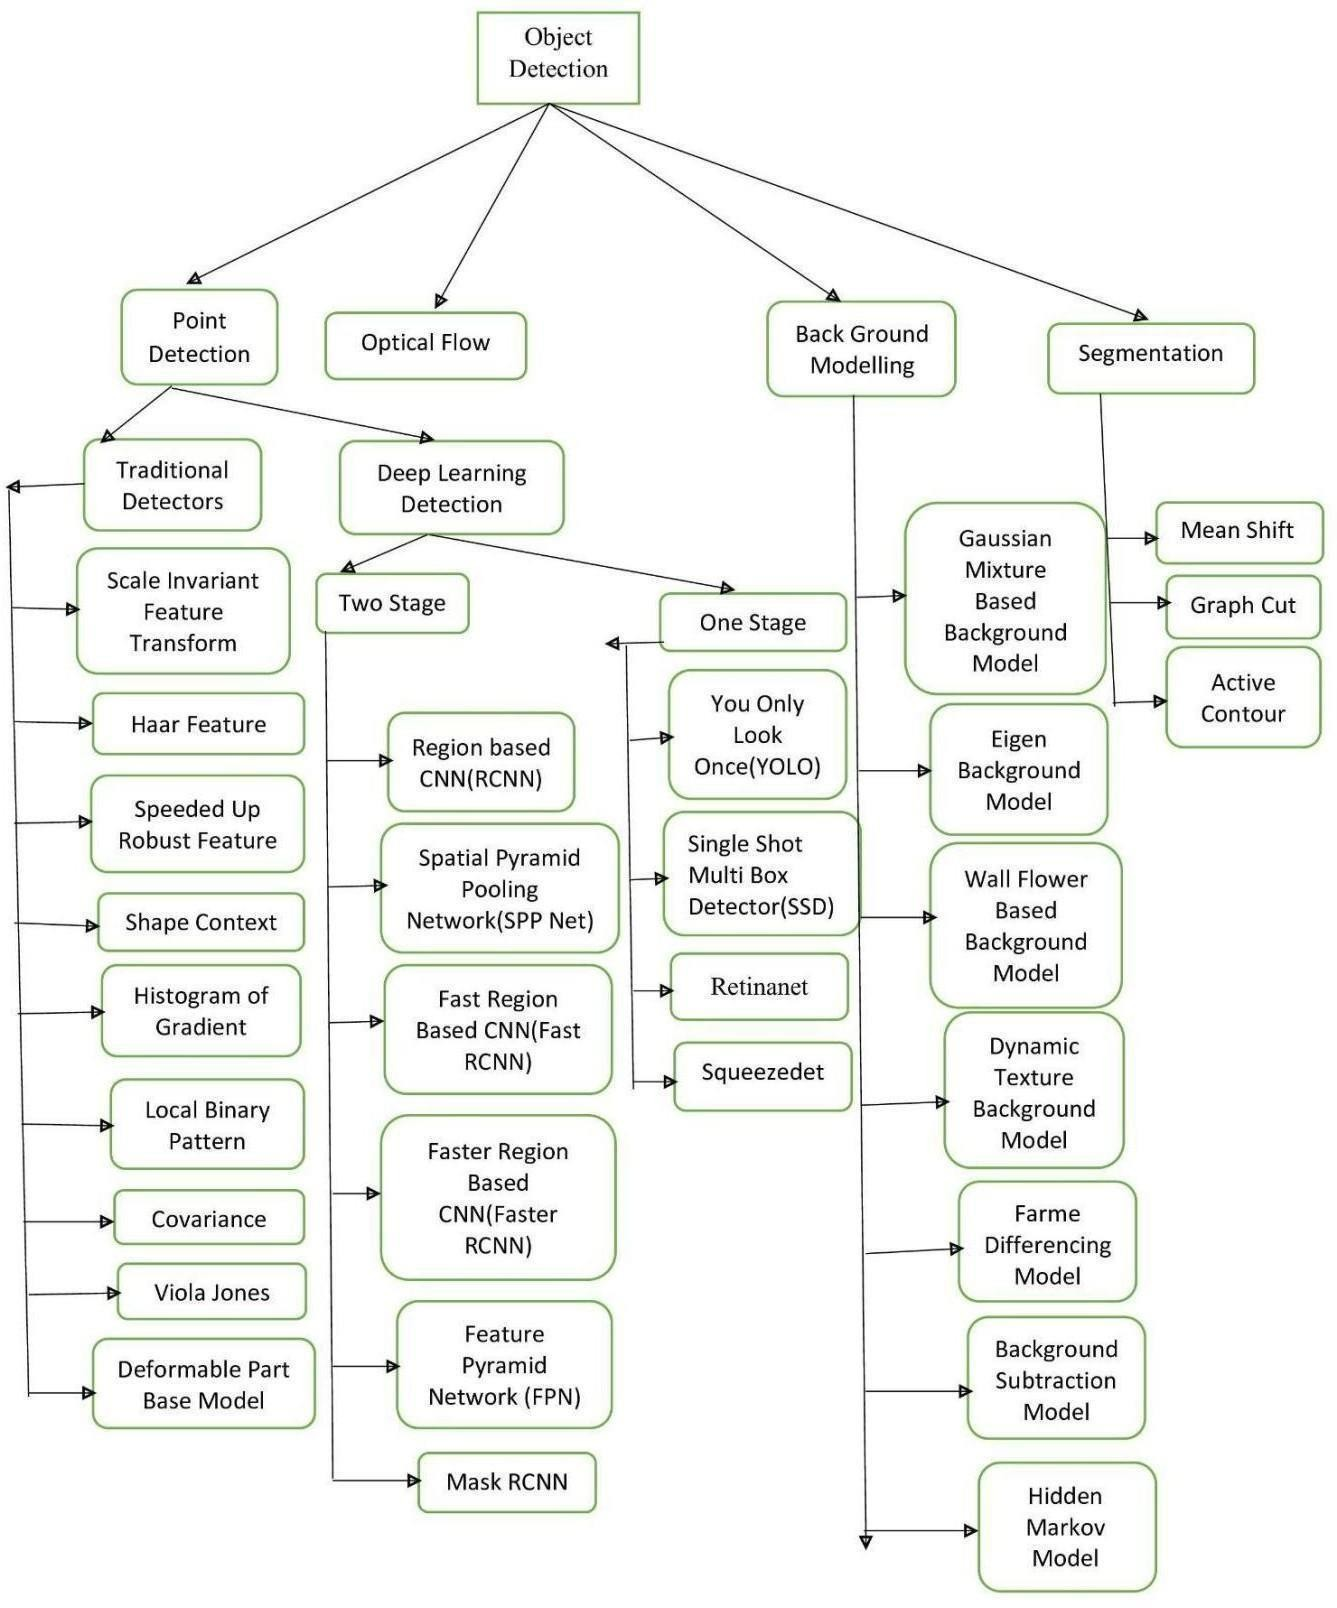 Object
Detection
Point
Detection
Optical Flow
Back Ground
Modelling
Segmentation
Traditional
Detectors
Deep Learning
Detection
Scale Invariant
Feature
Transform
Haar Feature
Speeded Up
Robust Feature
Shape Context
Histogram of
Gradient
Local Binary
Pattern
Covariance
Viola Jones
Deformable Part
Base Model
Two Stage
Region based
CNN(RCNN)
Spatial Pyramid
Pooling
Network(SPP Net)
Fast Region
Based CNN(Fast
RCNN)
Faster Region
Based
CNN(Faster
RCNN)
Feature
Pyramid
Network (FPN)
Mask RCNN
One Stage
You Only
Look
Once(YOLO)
Single Shot
Multi Box
Detector(SSD)
Retinanet
Squeezedet
Gaussian
Mixture
Based
Background
Model
Eigen
Background
Model
Wall Flower
Based
Background
Model
Dynamic
Texture
Background
Model
Farme
Differencing
Model
Background
Subtraction
Model
Hidden
Markov
Model
Mean Shift
Graph Cut
Active
Contour